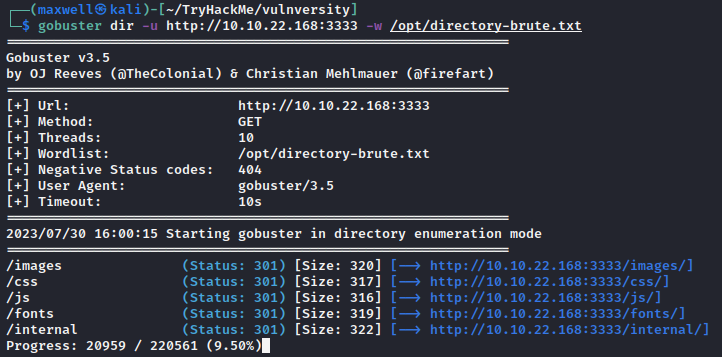 ┌──(maxwell㉿kali)-[~/TryHackMe/vulnversity]
└─$ gobuster dir -u http://10.10.22.168:3333 -w /opt/directory-brute.txt
===============================================================
Gobuster v3.5
by OJ Reeves (@TheColonial) & Christian Mehlmauer (@firefart)
===============================================================
[+] Url:                     http://10.10.22.168:3333
[+] Method:                  GET
[+] Threads:                 10
[+] Wordlist:                /opt/directory-brute.txt
[+] Negative Status codes:   404
[+] User Agent:              gobuster/3.5
[+] Timeout:                 10s
===============================================================
2023/07/30 16:00:15 Starting gobuster in directory enumeration mode
===============================================================
/images               (Status: 301) [Size: 320] [--> http://10.10.22.168:3333/images/]
/css                  (Status: 301) [Size: 317] [--> http://10.10.22.168:3333/css/]
/js                   (Status: 301) [Size: 316] [--> http://10.10.22.168:3333/js/]
/fonts                (Status: 301) [Size: 319] [--> http://10.10.22.168:3333/fonts/]
/internal             (Status: 301) [Size: 322] [--> http://10.10.22.168:3333/internal/]
Progress: 20959 / 220561 (9.50%)